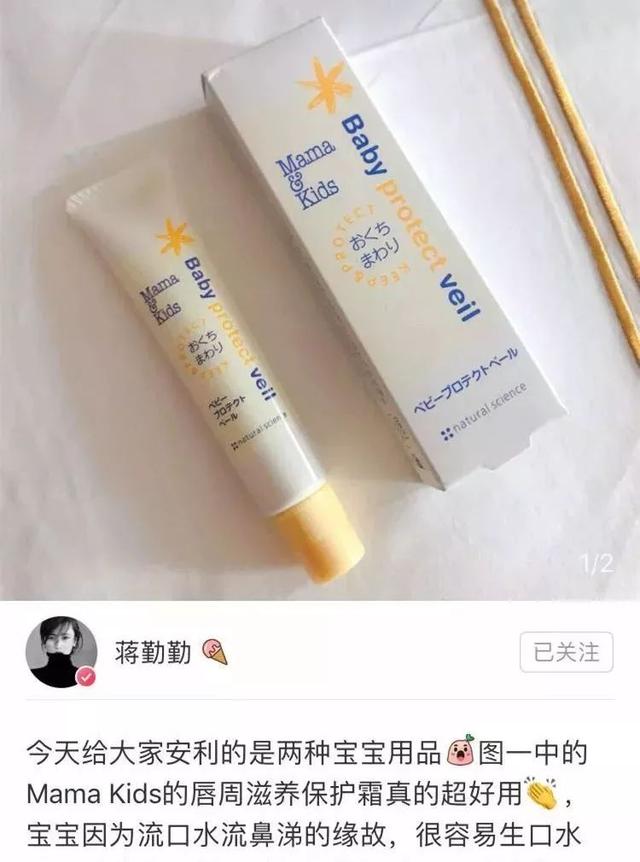 Mama
&
Kids
Baby protect veil
KEEP&PROTECT
おくち
まわり
ベビープロテクトベール
natural science
Mama
&
Kids
Baby protect veil
おくち
まわり
ベビー
プロテクト
ベール
natural science
1/2
蒋勤勤
已关注
今天给大家安利的是两种宝宝用品图一中的
Mama Kids的唇周滋养保护霜真的超好用，
宝宝因为流口水流鼻涕的缘故，很容易生口水